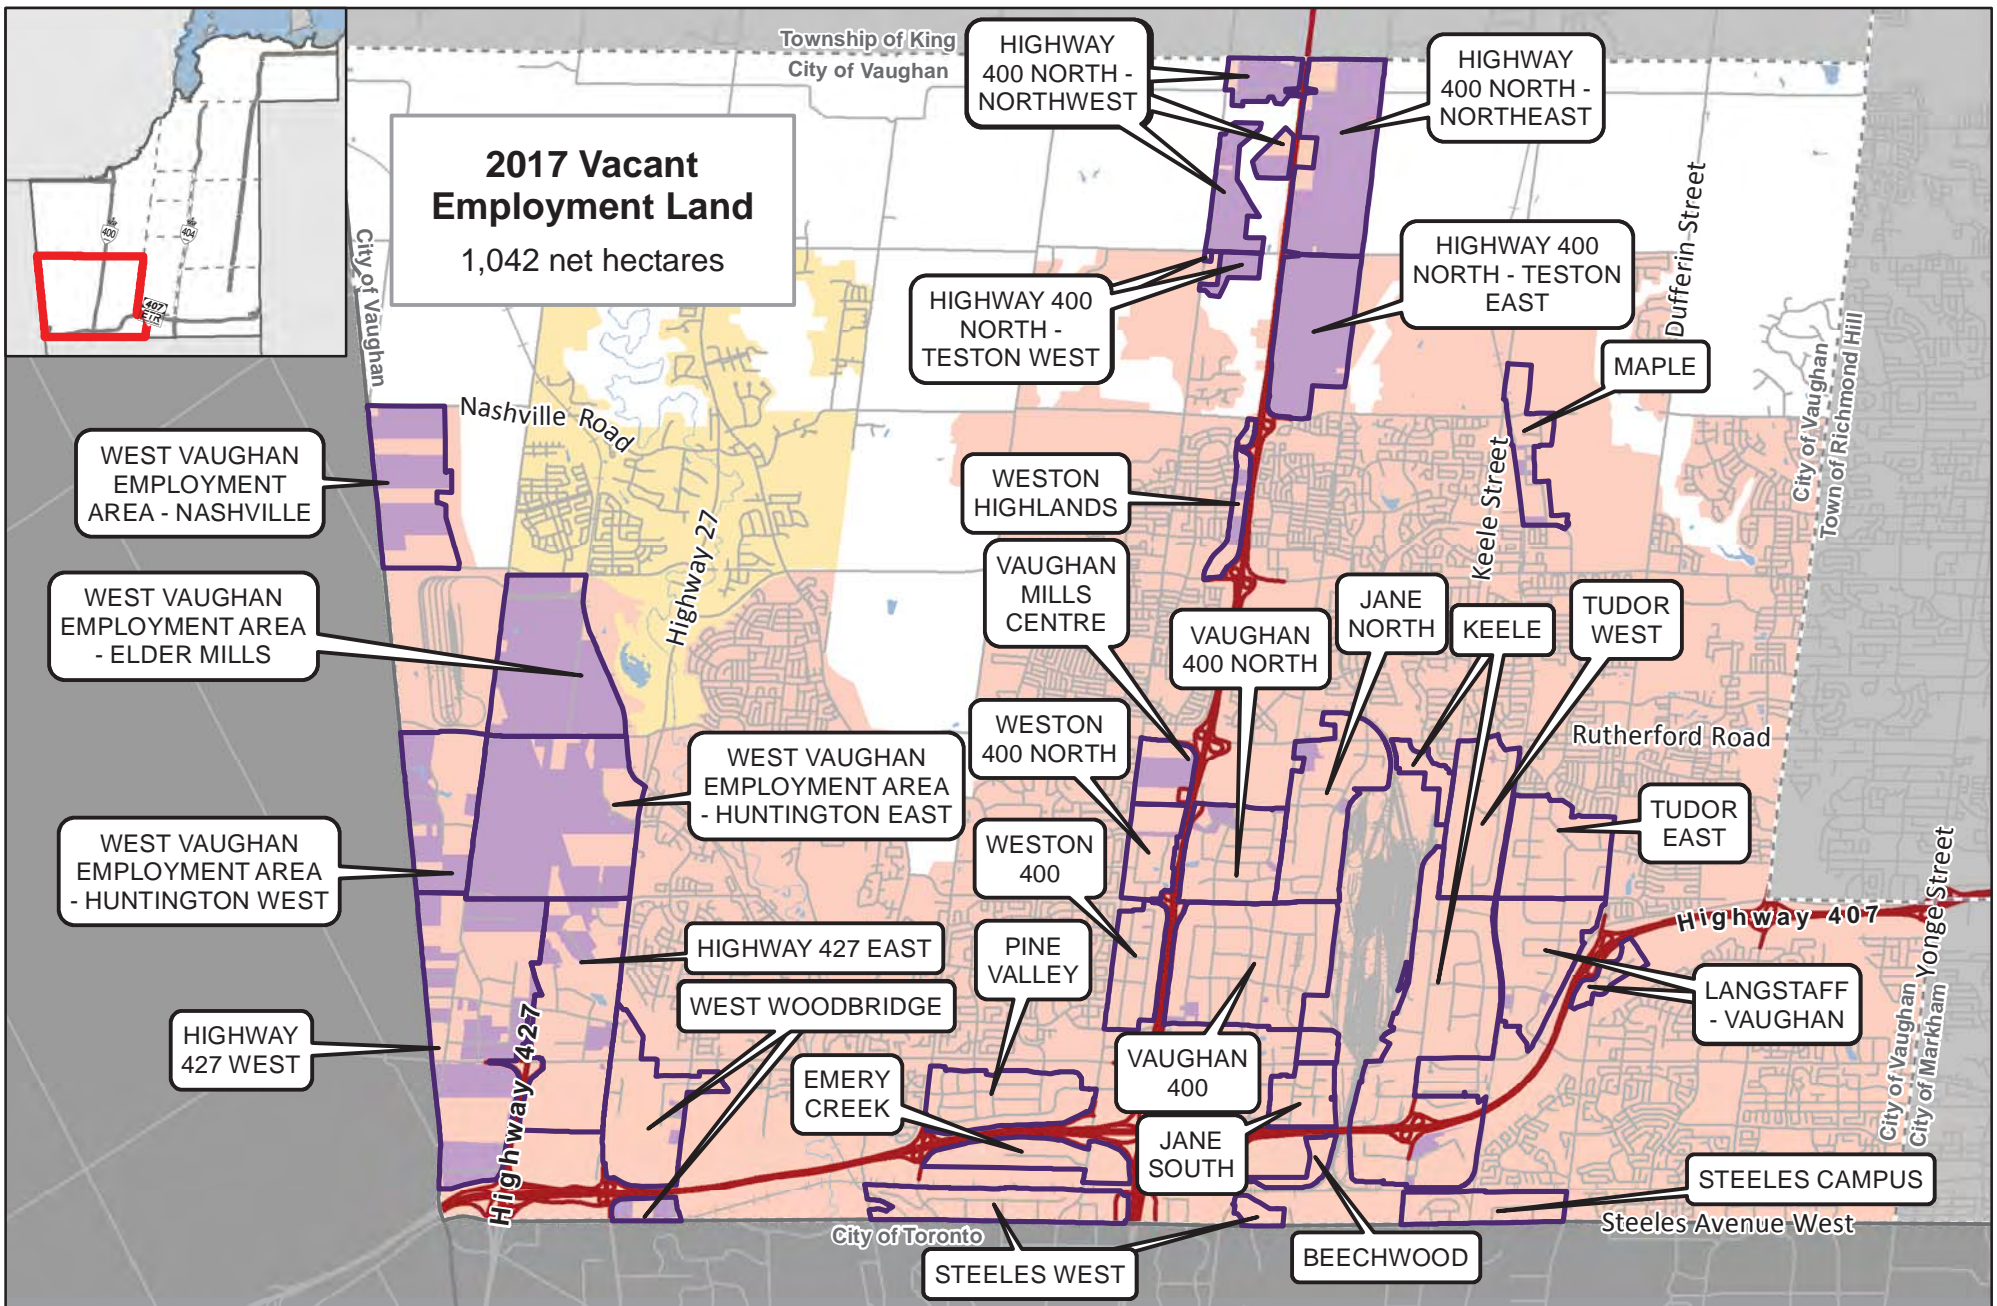 Township of King
City of Vaughan
2017 Vacant
Employment Land
1,042 net hectares
400
404
407
ETR
City of Vaughan
HIGHWAY
400 NORTH -
NORTHWEST
HIGHWAY
400 NORTH -
NORTHEAST
HIGHWAY 400
NORTH -
TESTON WEST
HIGHWAY 400
NORTH - TESTON
EAST
Dufferin Street
MAPLE
City of Vaughan
Town of Richmond Hill
Nashville Road
Highway 27
Keele Street
WEST VAUGHAN
EMPLOYMENT
AREA - NASHVILLE
WESTON
HIGHLANDS
WEST VAUGHAN
EMPLOYMENT AREA
- ELDER MILLS
VAUGHAN
MILLS
CENTRE
VAUGHAN
400 NORTH
JANE
NORTH
KEELE
TUDOR
WEST
Rutherford Road
WESTON
400 NORTH
WEST VAUGHAN
EMPLOYMENT AREA
- HUNTINGTON EAST
TUDOR
EAST
WEST VAUGHAN
EMPLOYMENT AREA
- HUNTINGTON WEST
WESTON
400
Highway 407
Yonge Street
HIGHWAY 427 EAST
PINE
VALLEY
WEST WOODBRIDGE
LANGSTAFF
- VAUGHAN
HIGHWAY
427 WEST
Highway 427
EMERY
CREEK
VAUGHAN
400
City of Vaughan
City of Markham
JANE
SOUTH
STEELES CAMPUS
Steeles Avenue West
City of Toronto
STEELES WEST
BEECHWOOD